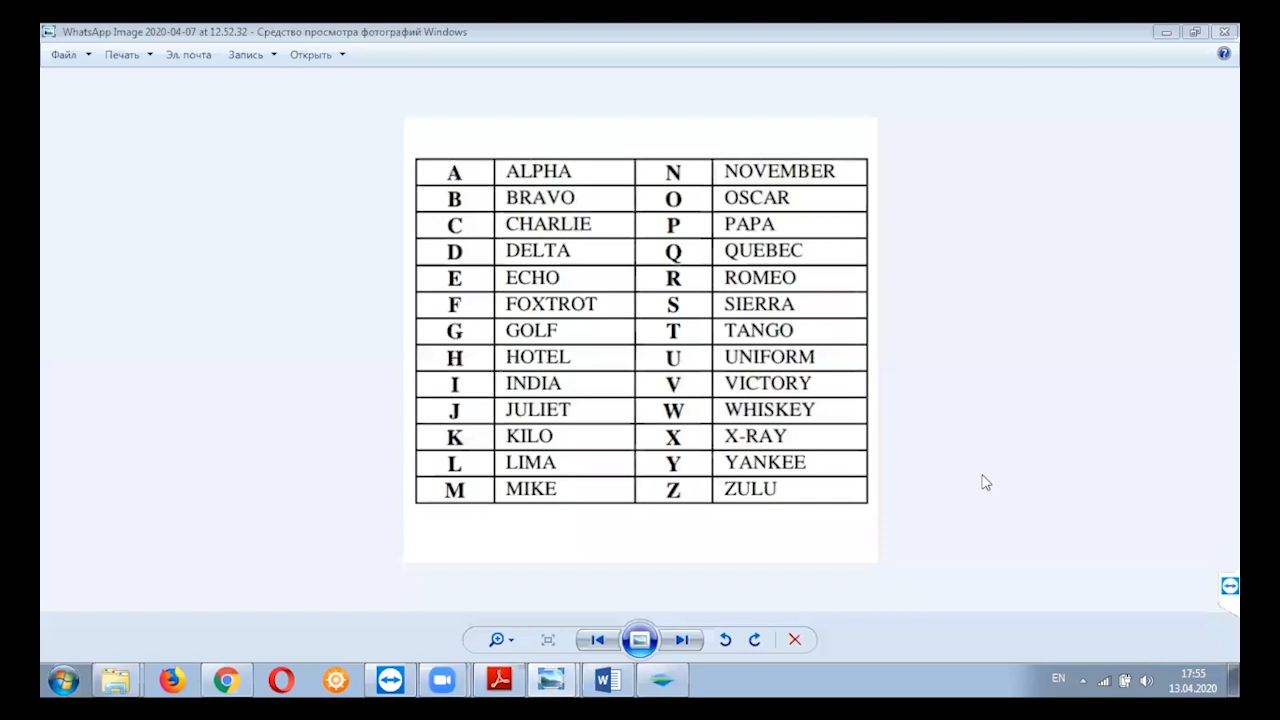 WhatsApp Image 2020-04-07 at 12.52.32 - Средство просмотра фотографий Windows
Файл Печать Эл. почта Запись Открыть
A ALPHA N NOVEMBER
B BRAVO O OSCAR
C CHARLIE P PAPA
D DELTA Q QUEBEC
E ECHO R ROMEO
F FOXTROT S SIERRA
G GOLF T TANGO
H HOTEL U UNIFORM
I INDIA V VICTORY
J JULIET W WHISKEY
K KILO X X-RAY
L LIMA Y YANKEE
M MIKE Z ZULU
EN 17:55
13.04.2020